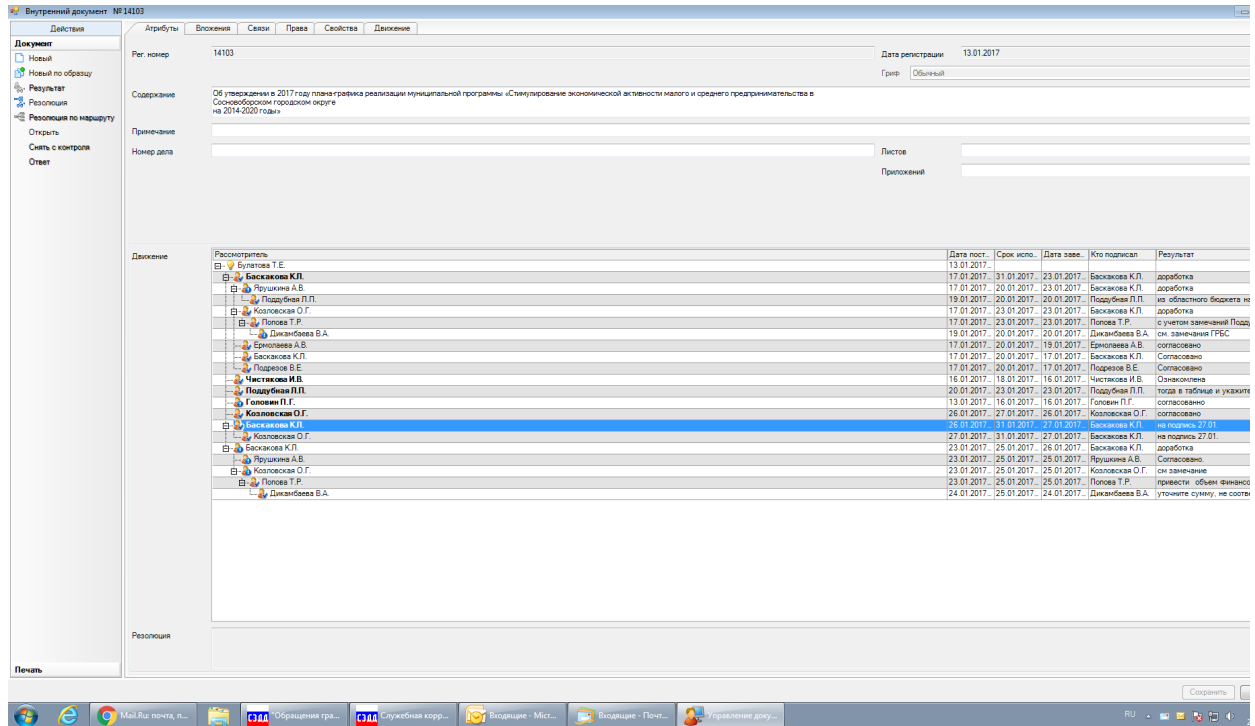 Внутренний документ № 14103
Действия
Документ
Новый
Новый по образцу
Результат
Резолюция
Резолюция по маршруту
Открыть
Снять с контроля
Ответ
Атрибуты Вложения Связи Права Свойства Движение
Рег. номер 14103 Дата регистрации 13.01.2017
Гриф Обычный
Содержание Об утверждении в 2017 году плана-графика реализации муниципальной программы «Стимулирование экономической активности малого и среднего предпринимательства в
Сосновоборском городском округе
на 2014-2020 годы»
Примечание
Номер дела Листов
Приложений
Движение Рассмотритель Дата пост... Срок испо... Дата заве... Кто подписал Результат
Булатова Т.Е. 13.01.2017...
Баскакова К.Л. 17.01.2017... 31.01.2017... 23.01.2017... Баскакова К.Л. доработка
Ярушкина А.В. 17.01.2017... 20.01.2017... 23.01.2017... Баскакова К.Л. доработка
Поддубная Л.П. 19.01.2017... 20.01.2017... 20.01.2017... Поддубная Л.П. из областного бюджета на
Козловская О.Г. 17.01.2017... 23.01.2017... 23.01.2017... Баскакова К.Л. доработка
Попова Т.Р. 17.01.2017... 23.01.2017... 23.01.2017... Попова Т.Р. с учетом замечанийПодду
Дикамбаева В.А. 19.01.2017... 20.01.2017... 20.01.2017... Дикамбаева В.А. см. замечания ГРБС
Ермолаева А.В. 17.01.2017... 20.01.2017... 19.01.2017... Ермолаева А.В. согласовано
Баскакова К.Л. 17.01.2017... 20.01.2017... 17.01.2017... Баскакова К.Л. Согласовано
Подрезов В.Е. 17.01.2017... 20.01.2017... 17.01.2017... Подрезов В.Е. Согласовано
Чистякова И.В. 16.01.2017... 18.01.2017... 16.01.2017... Чистякова И.В. Ознакомлена
Поддубная Л.П. 20.01.2017... 23.01.2017... 23.01.2017... Поддубная Л.П. тогда в таблице и укажите
Головин П.Г. 13.01.2017... 16.01.2017... 16.01.2017... Головин П.Г. согласованно
Козловская О.Г. 26.01.2017... 27.01.2017... 26.01.2017... Козловская О.Г. согласовано
Баскакова К.Л. 26.01.2017... 31.01.2017... 27.01.2017... Баскакова К.Л. на подпись 27.01.
Козловская О.Г. 27.01.2017... 31.01.2017... 27.01.2017... Баскакова К.Л. на подпись 27.01.
Баскакова К.Л. 23.01.2017... 25.01.2017... 26.01.2017... Баскакова К.Л. доработка
Ярушкина А.В. 23.01.2017... 25.01.2017... 25.01.2017... Ярушкина А.В. Согласовано.
Козловская О.Г. 23.01.2017... 25.01.2017... 25.01.2017... Козловская О.Г. см замечание
Попова Т.Р. 23.01.2017... 25.01.2017... 25.01.2017... Попова Т.Р. привести объем финансо
Дикамбаева В.А. 24.01.2017... 25.01.2017... 24.01.2017... Дикамбаева В.А. уточните сумму, не соотве
Резолюция
Печать
Сохранить
Mail.Ru: почта, п... СЭДД "Обращения гра... СЭДД Служебная корр... Входящие - Micr... Входящие - Почт... Управление доку... RU